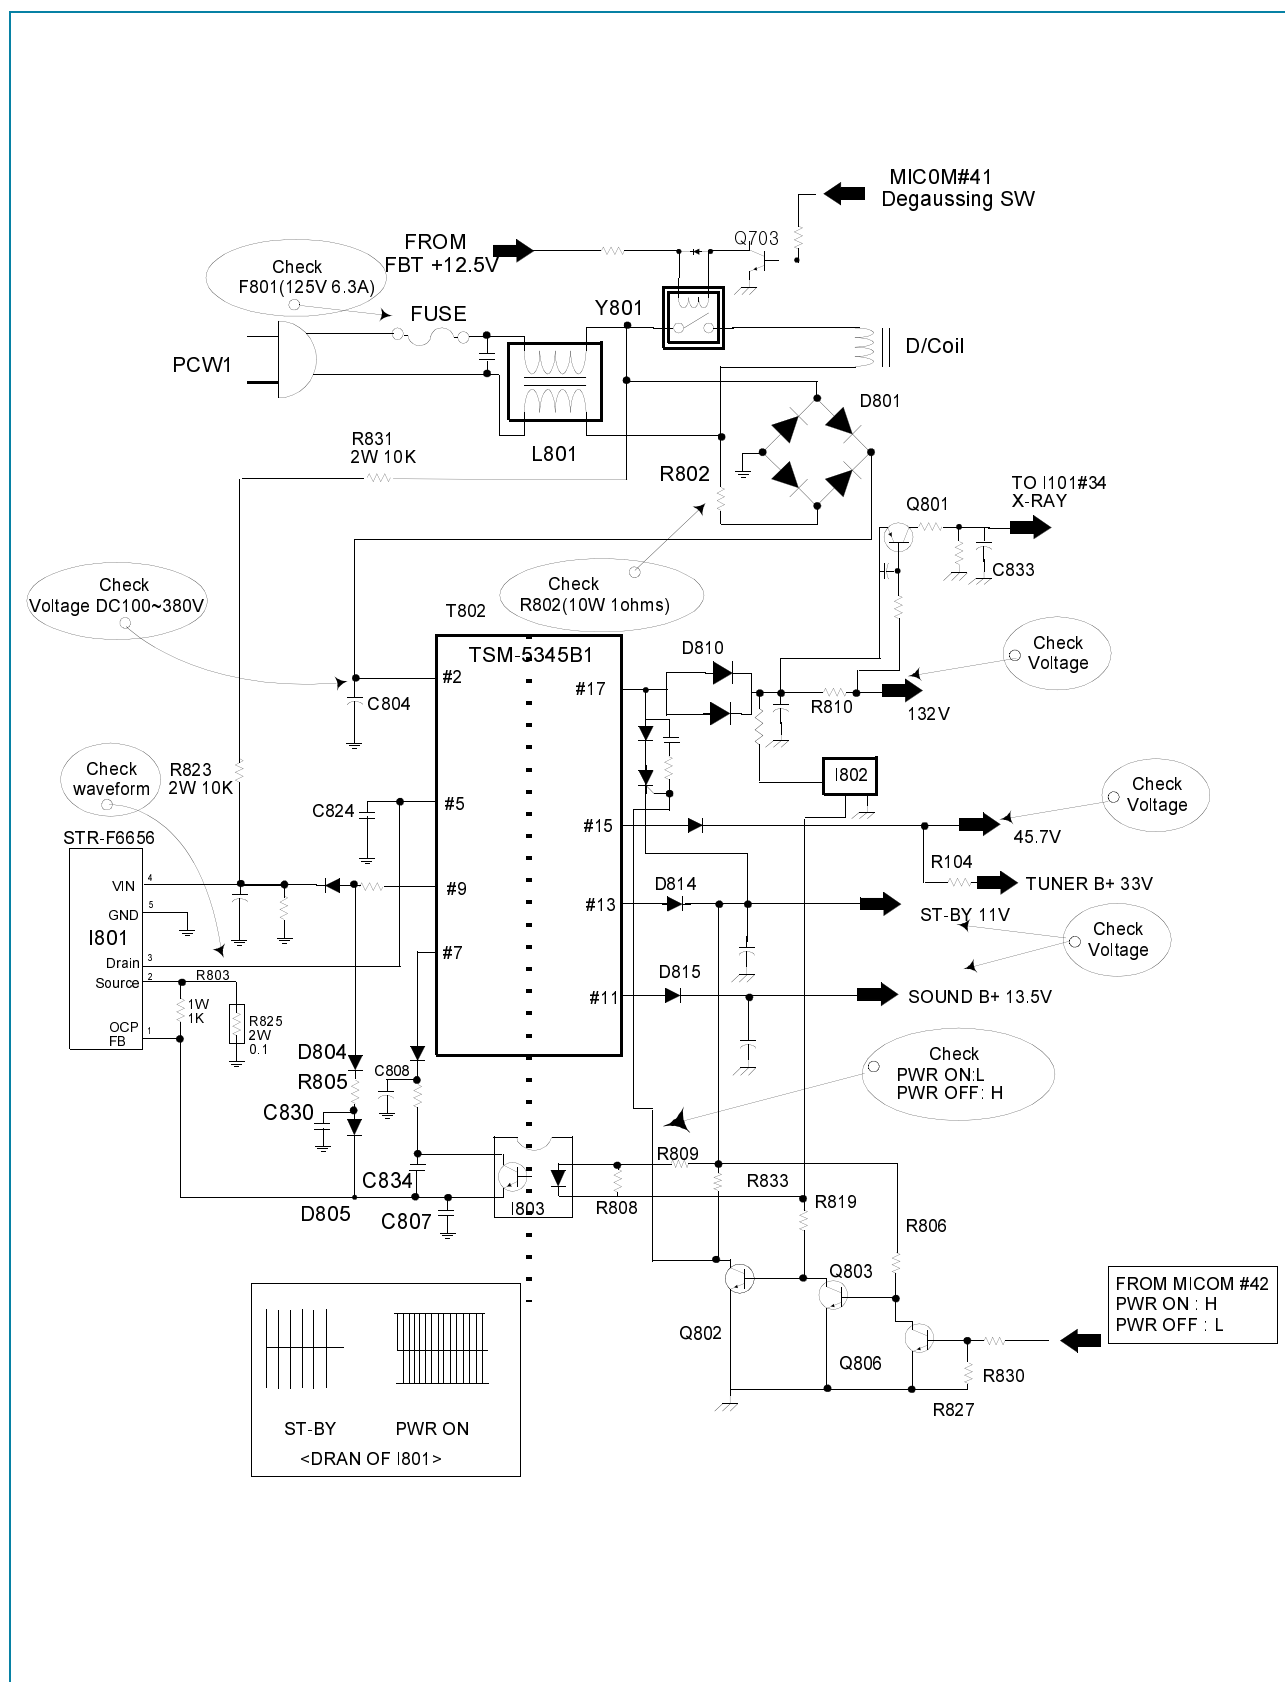 MIC0M#41
Degaussing SW
Q703
FROM
FBT +12.5V
Check
F801(125V 6.3A)
FUSE
Y801
PCW1
D/Coil
D801
R831
2W 10K
L801
R802
TO I101#34
X-RAY
Q801
C833
Check
Voltage DC100~380V
Check
R802(10W 1ohms)
T802
TSM-5345B1
D810
Check
Voltage
#2
#17
C804
R810
132V
Check
waveform
R823
2W 10K
I802
Check
Voltage
C824
#5
#15
45.7V
STR-F6656
R104
VIN
4
#9
D814
TUNER B+ 33V
GND
5
#13
ST-BY 11V
I801
Check
Voltage
#7
Drain
3
Source
2
R803
D815
#11
SOUND B+ 13.5V
1W
1K
R825
2W
0.1
OCP
FB
1
D804
R805
C808
Check
PWR ON:L
PWR OFF: H
C830
R809
C834
R833
D805
C807
I803
R808
R819
R806
Q803
FROM MICOM #42
PWR ON : H
PWR OFF : L
Q802
Q806
R830
R827
ST-BY
PWR ON
<DRAN OF I801>